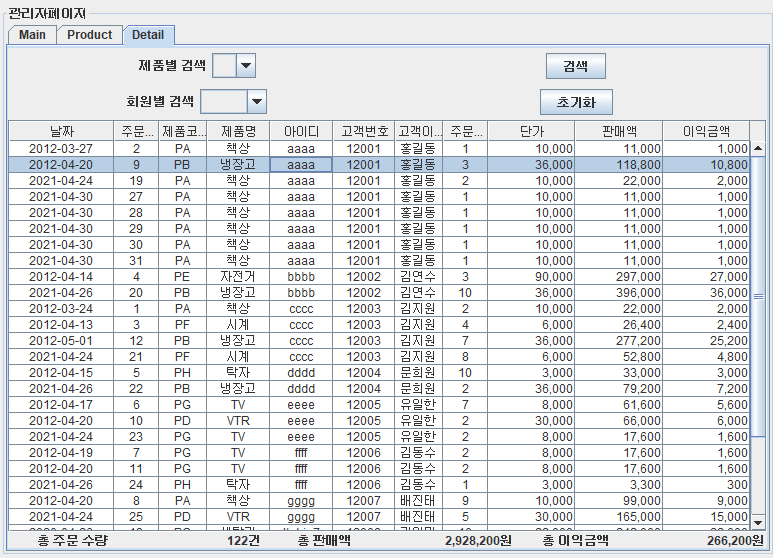 관리자페이지
Main Product Detail
제품별 검색 검색
회원별 검색 초기화
날짜 주문... 제품코... 제품명 아이디 고객번호 고객이... 주문... 단가 판매액 이익금액
2012-03-27 2 PA 책상 aaaa 12001 홍길동 1 10,000 11,000 1,000
2012-04-20 9 PB 냉장고 aaaa 12001 홍길동 3 36,000 118,800 10,800
2021-04-24 19 PA 책상 aaaa 12001 홍길동 2 10,000 22,000 2,000
2021-04-30 27 PA 책상 aaaa 12001 홍길동 1 10,000 11,000 1,000
2021-04-30 28 PA 책상 aaaa 12001 홍길동 1 10,000 11,000 1,000
2021-04-30 29 PA 책상 aaaa 12001 홍길동 1 10,000 11,000 1,000
2021-04-30 30 PA 책상 aaaa 12001 홍길동 1 10,000 11,000 1,000
2021-04-30 31 PA 책상 aaaa 12001 홍길동 1 10,000 11,000 1,000
2012-04-14 4 PE 자전거 bbbb 12002 김연수 3 90,000 297,000 27,000
2021-04-26 20 PB 냉장고 bbbb 12002 김연수 10 36,000 396,000 36,000
2012-03-24 1 PA 책상 cccc 12003 김지원 2 10,000 22,000 2,000
2012-04-13 3 PF 시계 cccc 12003 김지원 4 6,000 26,400 2,400
2012-05-01 12 PB 냉장고 cccc 12003 김지원 7 36,000 277,200 25,200
2021-04-24 21 PF 시계 cccc 12003 김지원 8 6,000 52,800 4,800
2012-04-15 5 PH 탁자 dddd 12004 문희원 10 3,000 33,000 3,000
2021-04-26 22 PB 냉장고 dddd 12004 문희원 2 36,000 79,200 7,200
2012-04-17 6 PG TV eeee 12005 유일한 7 8,000 61,600 5,600
2012-04-20 10 PD VTR eeee 12005 유일한 2 30,000 66,000 6,000
2021-04-24 23 PG TV eeee 12005 유일한 2 8,000 17,600 1,600
2012-04-19 7 PG TV ffff 12006 김동수 2 8,000 17,600 1,600
2012-04-20 11 PG TV ffff 12006 김동수 2 8,000 17,600 1,600
2021-04-26 24 PH 탁자 ffff 12006 김동수 1 3,000 3,300 300
2012-04-20 8 PA 책상 gggg 12007 배진태 9 10,000 99,000 9,000
2021-04-24 25 PD VTR gggg 12007 배진태 5 30,000 165,000 15,000
총 주문 수량 122건 총 판매액 2,928,200원 총 이익금액 266,200원